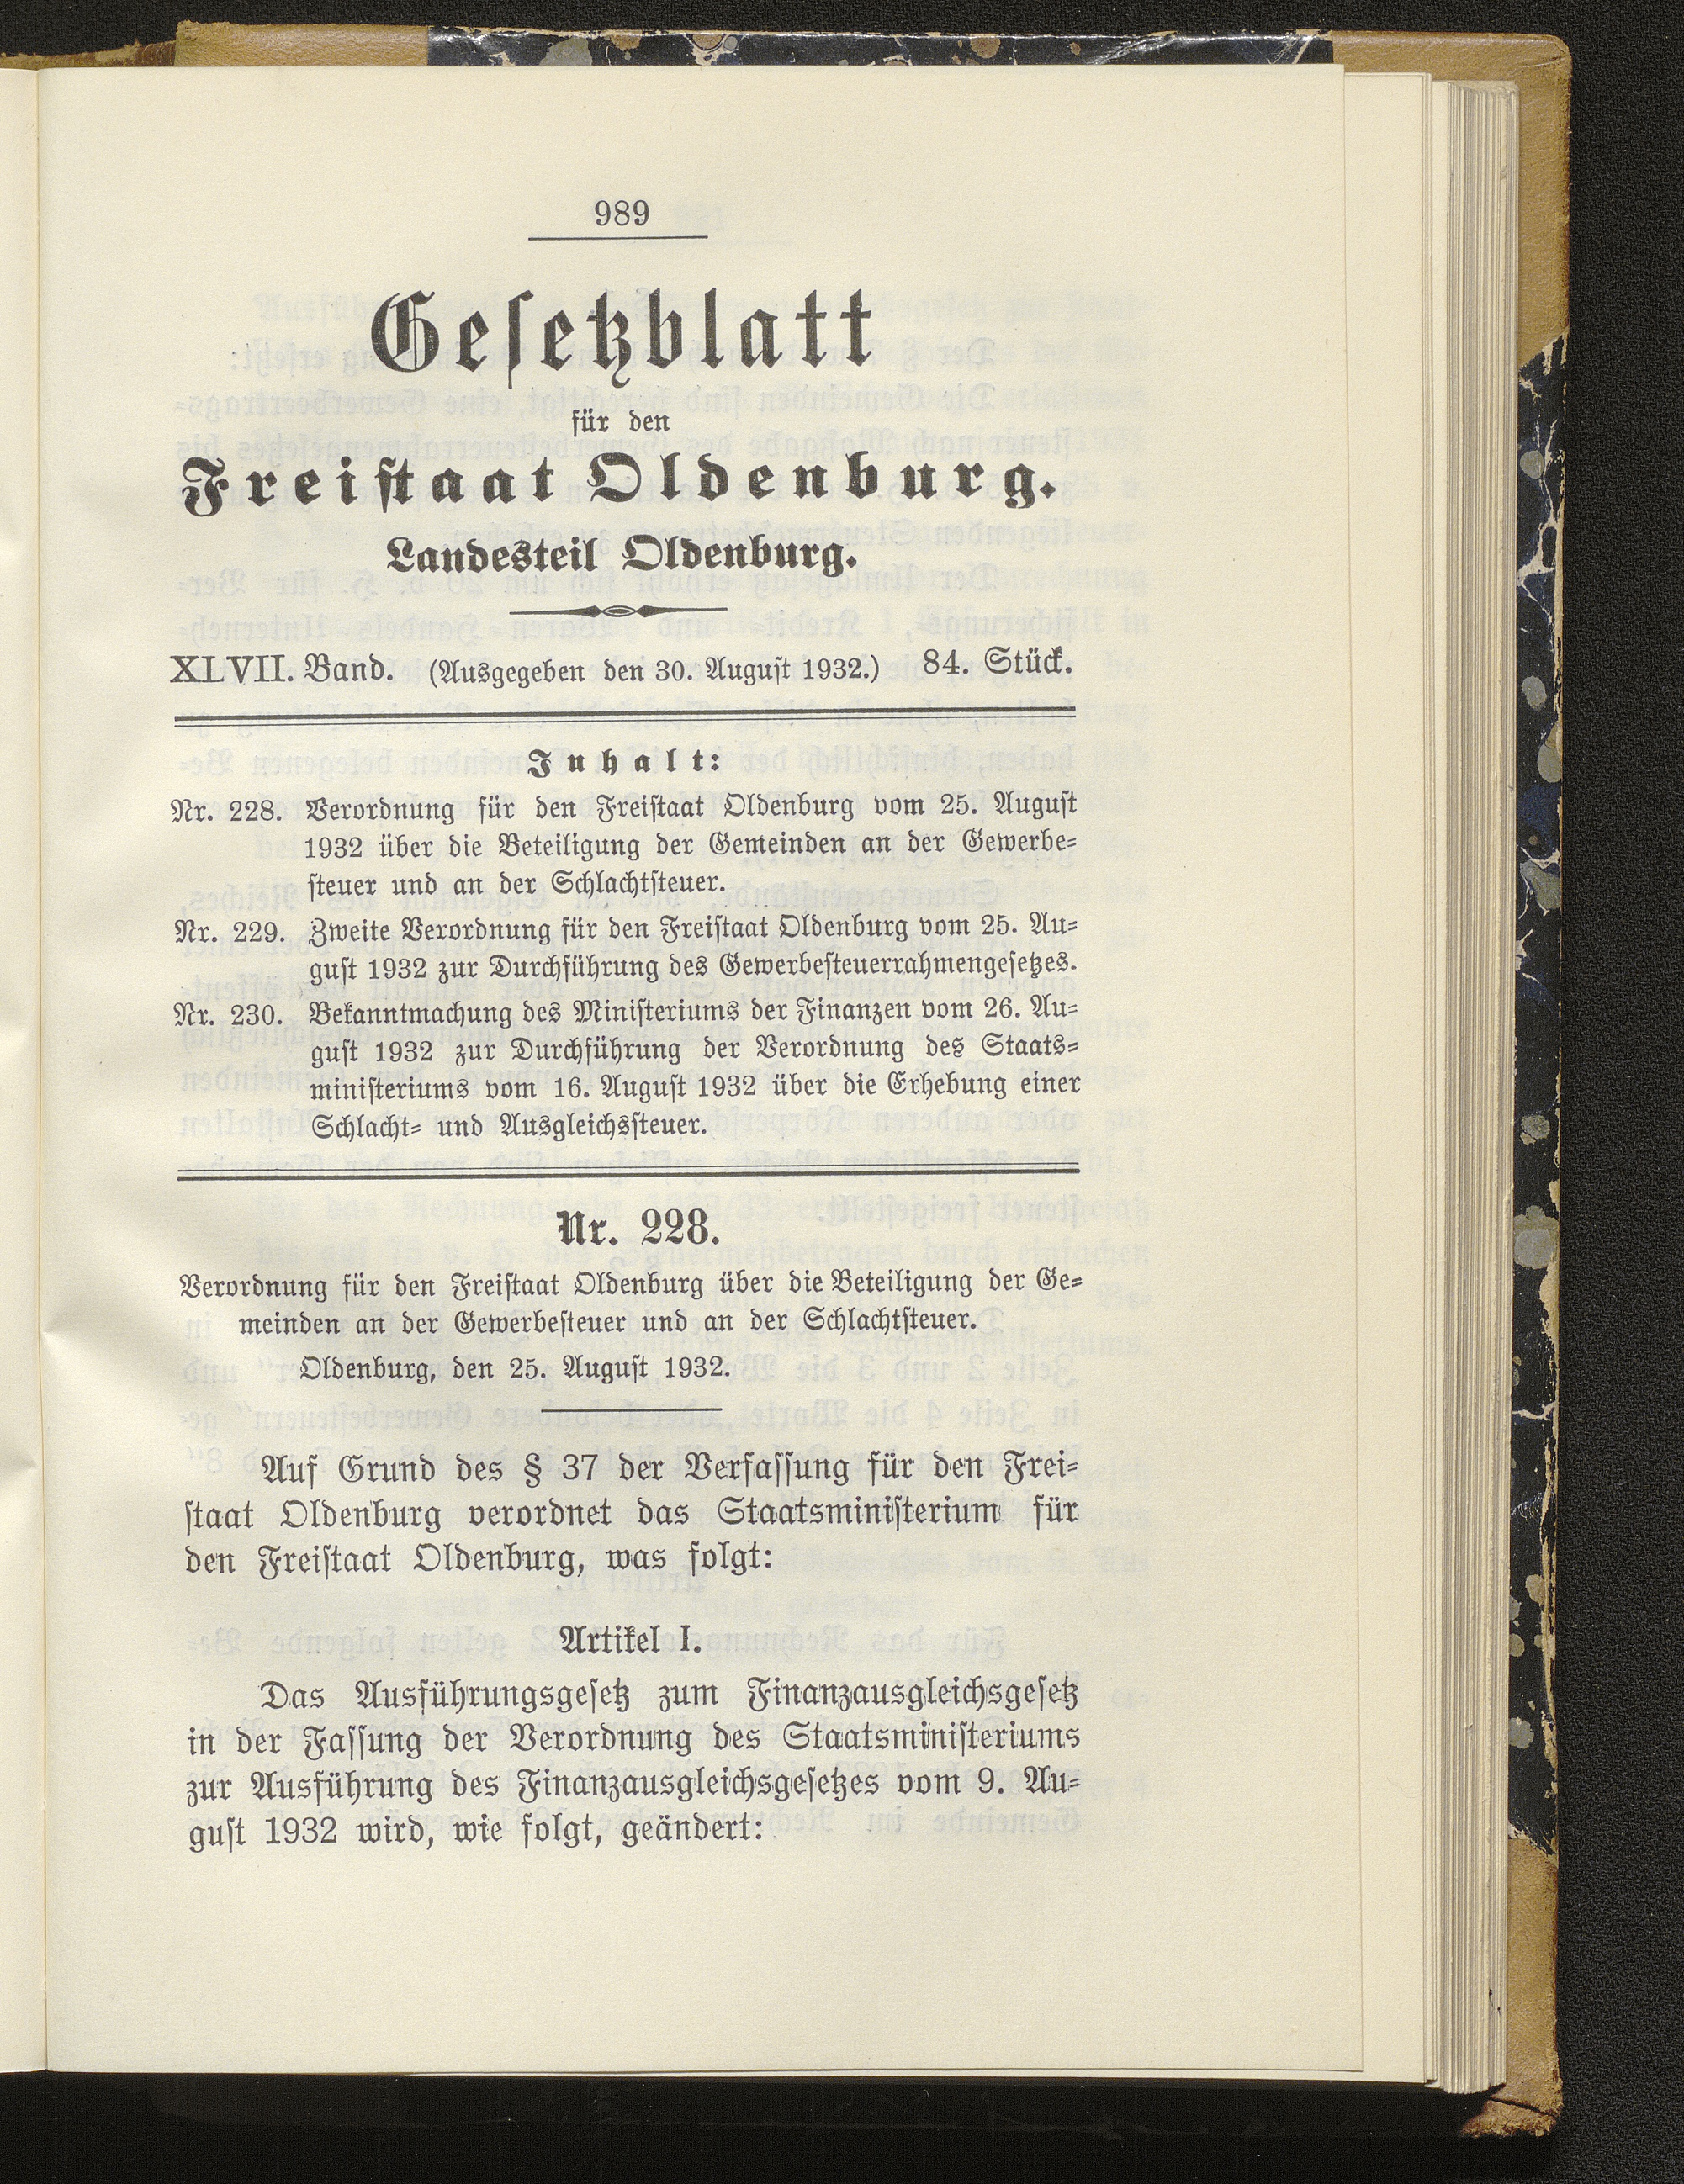 989
Gesetzblatt
für den
Freistaat Oldenburg.
Landesteil Oldenburg.
XLVII. Band. (Ausgegeben den 30. August 1932.) 84. Stück.
Inhalt:
Nr. 228. Verordnung für den Freistaat Oldenburg vom 25. August
1932 über die Beteiligung der Gemeinden an der Gewerbe-
steuer und an der Schlachtsteuer.
Nr. 229. Zweite Verordnung für den Freistaat Oldenburg vom 25. Au-
gust 1932 zur Durchführung des Gewerbesteuerrahmengesetzes.
Nr. 230. Bekanntmachung des Ministeriums der Finanzen vom 26. Au-
gust 1932 zur Durchführung der Verordnung des Staats-
ministeriums vom 16. August 1932 über die Erhebung einer
Schlacht- und Ausgleichssteuer.
Nr. 228.
Verordnung für den Freistaat Oldenburg über die Beteiligung der Ge-
meinden an der Gewerbesteuer und an der Schlachtsteuer.
Oldenburg, den 25. August 1932.
Auf Grund des § 37 der Verfassung für den Frei-
staat Oldenburg verordnet das Staatsministerium für
den Freistaat Oldenburg, was folgt:
Artikel I.
Das Ausführungsgesetz zum Finanzausgleichsgesetz
in der Fassung der Verordnung des Staatsministeriums
zur Ausführung des Finanzausgleichsgesetzes vom 9. Au-
gust 1932 wird, wie folgt, geändert: